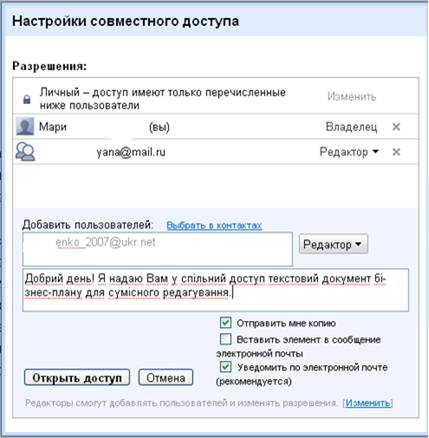 Настройки совместного доступа
Разрешения:
Личный – доступ имеют только перечисленные
ниже пользователи
Изменить
Мари (вы) Владелец ×
yana@mail.ru Редактор ×
Добавить пользователей: Выбрать в контактах
enko_2007@ukr.net
Редактор
Добрий день! Я надаю Вам у спільний доступ текстовий документ бі-
знес-плану для сумісного редагування.
Отправить мне копию
Вставить элемент в сообщение
электронной почты
Уведомить по электронной почте
(рекомендуется)
Открыть доступ Отмена
Редакторы смогут добавлять пользователей и изменять разрешения. [Изменить]